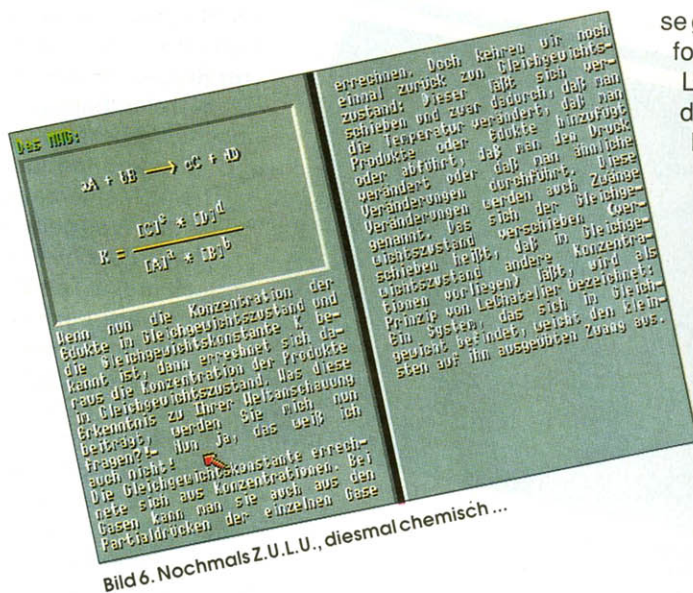 Das MWG:
aA + bB → cC + dD
[C]^c * [D]^d
K =
[A]^a * [B]^b
Wenn nun die Konzentration der
Edukte im Gleichgewichtszustand und
die Gleichgewichtskonstante K be-
kannt ist, dann errechnet sich da-
raus die Konzentration der Produkte
im Gleichgewichtszustand. Was diese
Erkenntnis zu Ihrer Weltanschauung
beiträgt, werden Sie mich nun
fragen?! Nun ja, das weiß ich
auch nicht!
Die Gleichgewichtskonstante errech-
nete sich aus Konzentrationen. Bei
Gasen kann man sie auch aus den
Partialdrücken der einzelnen Gase
errechnen. Doch kehren wir noch
einmal zurück zum Gleichgewichts-
zustand: Dieser läßt sich ver-
schieben und zwar dadurch, daß man
die Temperatur verändert, daß man
Produkte oder Edukte hinzufügt
oder abführt, daß man den Druck
verändert oder daß man ähnliche
Veränderungen durchführt. Diese
Veränderungen werden auch Zwänge
genannt. Das sich der Gleichge-
wichtszustand verschieben (ver-
schieben heißt, daß im Gleichge-
wichtszustand andere Konzentra-
tionen vorliegen) läßt, wird als
Prinzip von LeChatelier bezeichnet:
Ein System, das sich im Gleich-
gewicht befindet, weicht dem klein-
sten auf ihn ausgeübten Zwang aus.
Bild 6. Nochmals Z.U.L.U., diesmal chemisch ...